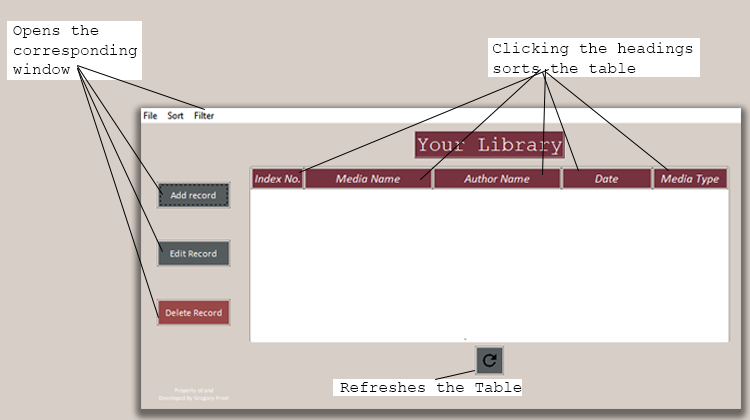 Opens the
corresponding
window
Clicking the headings
sorts the table
File Sort Filter
Your Library
Index No. Media Name Author Name Date Media Type
Add record
Edit Record
Delete Record
Refreshes the Table
Property of and
Developed by Gregory